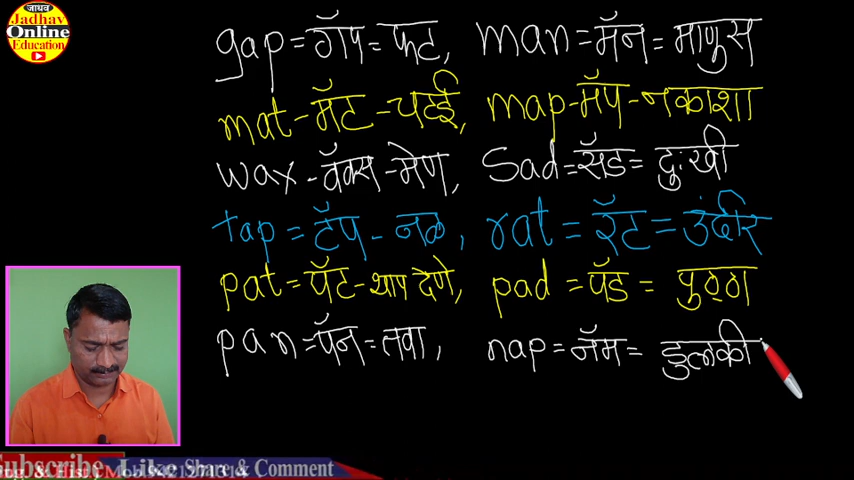 जाधव
Jadhav
Online
Education
gap=गॅप=फट, man=मॅन=माणुस
mat-मॅट-चटई, map-मॅप-नकाशा
wax-वॅक्स-मेण, Sad=सॅड=दुःखी
tap=टॅप-नळ, rat=रॅट=उंदीर
pat=पॅट-थाप देणे, pad=पॅड=पुठ्ठा
pan=पॅन=तवा, nap=नॅम=डुलकी
Subscribe Like Share & Comment